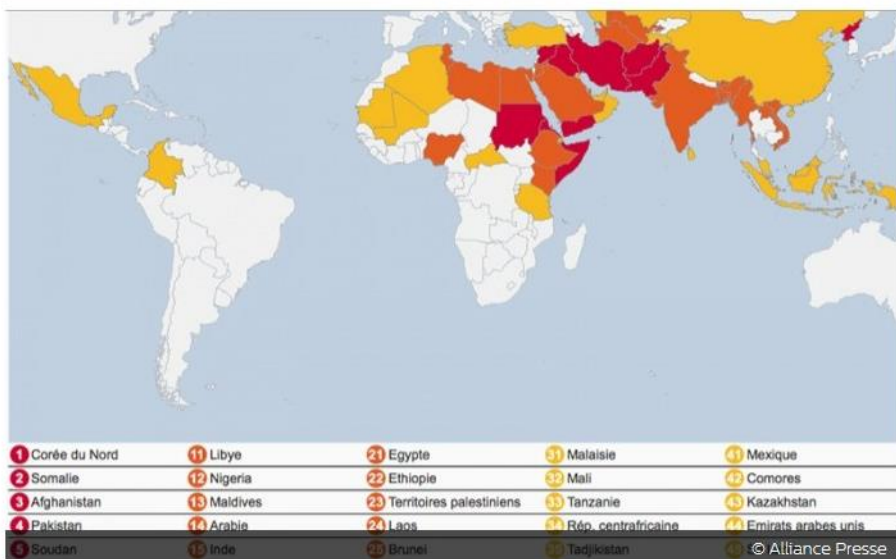 1 Corée du Nord 11 Libye 21 Egypte 31 Malaisie 41 Mexique
2 Somalie 12 Nigeria 22 Ethiopie 32 Mali 42 Comores
3 Afghanistan 13 Maldives 23 Territoires palestiniens 33 Tanzanie 43 Kazakhstan
4 Pakistan 14 Arabie 24 Laos 34 Rép. centrafricaine 44 Emirats arabes unis
5 Soudan 15 Inde 25 Brunei 35 Tadjikistan
© Alliance Presse